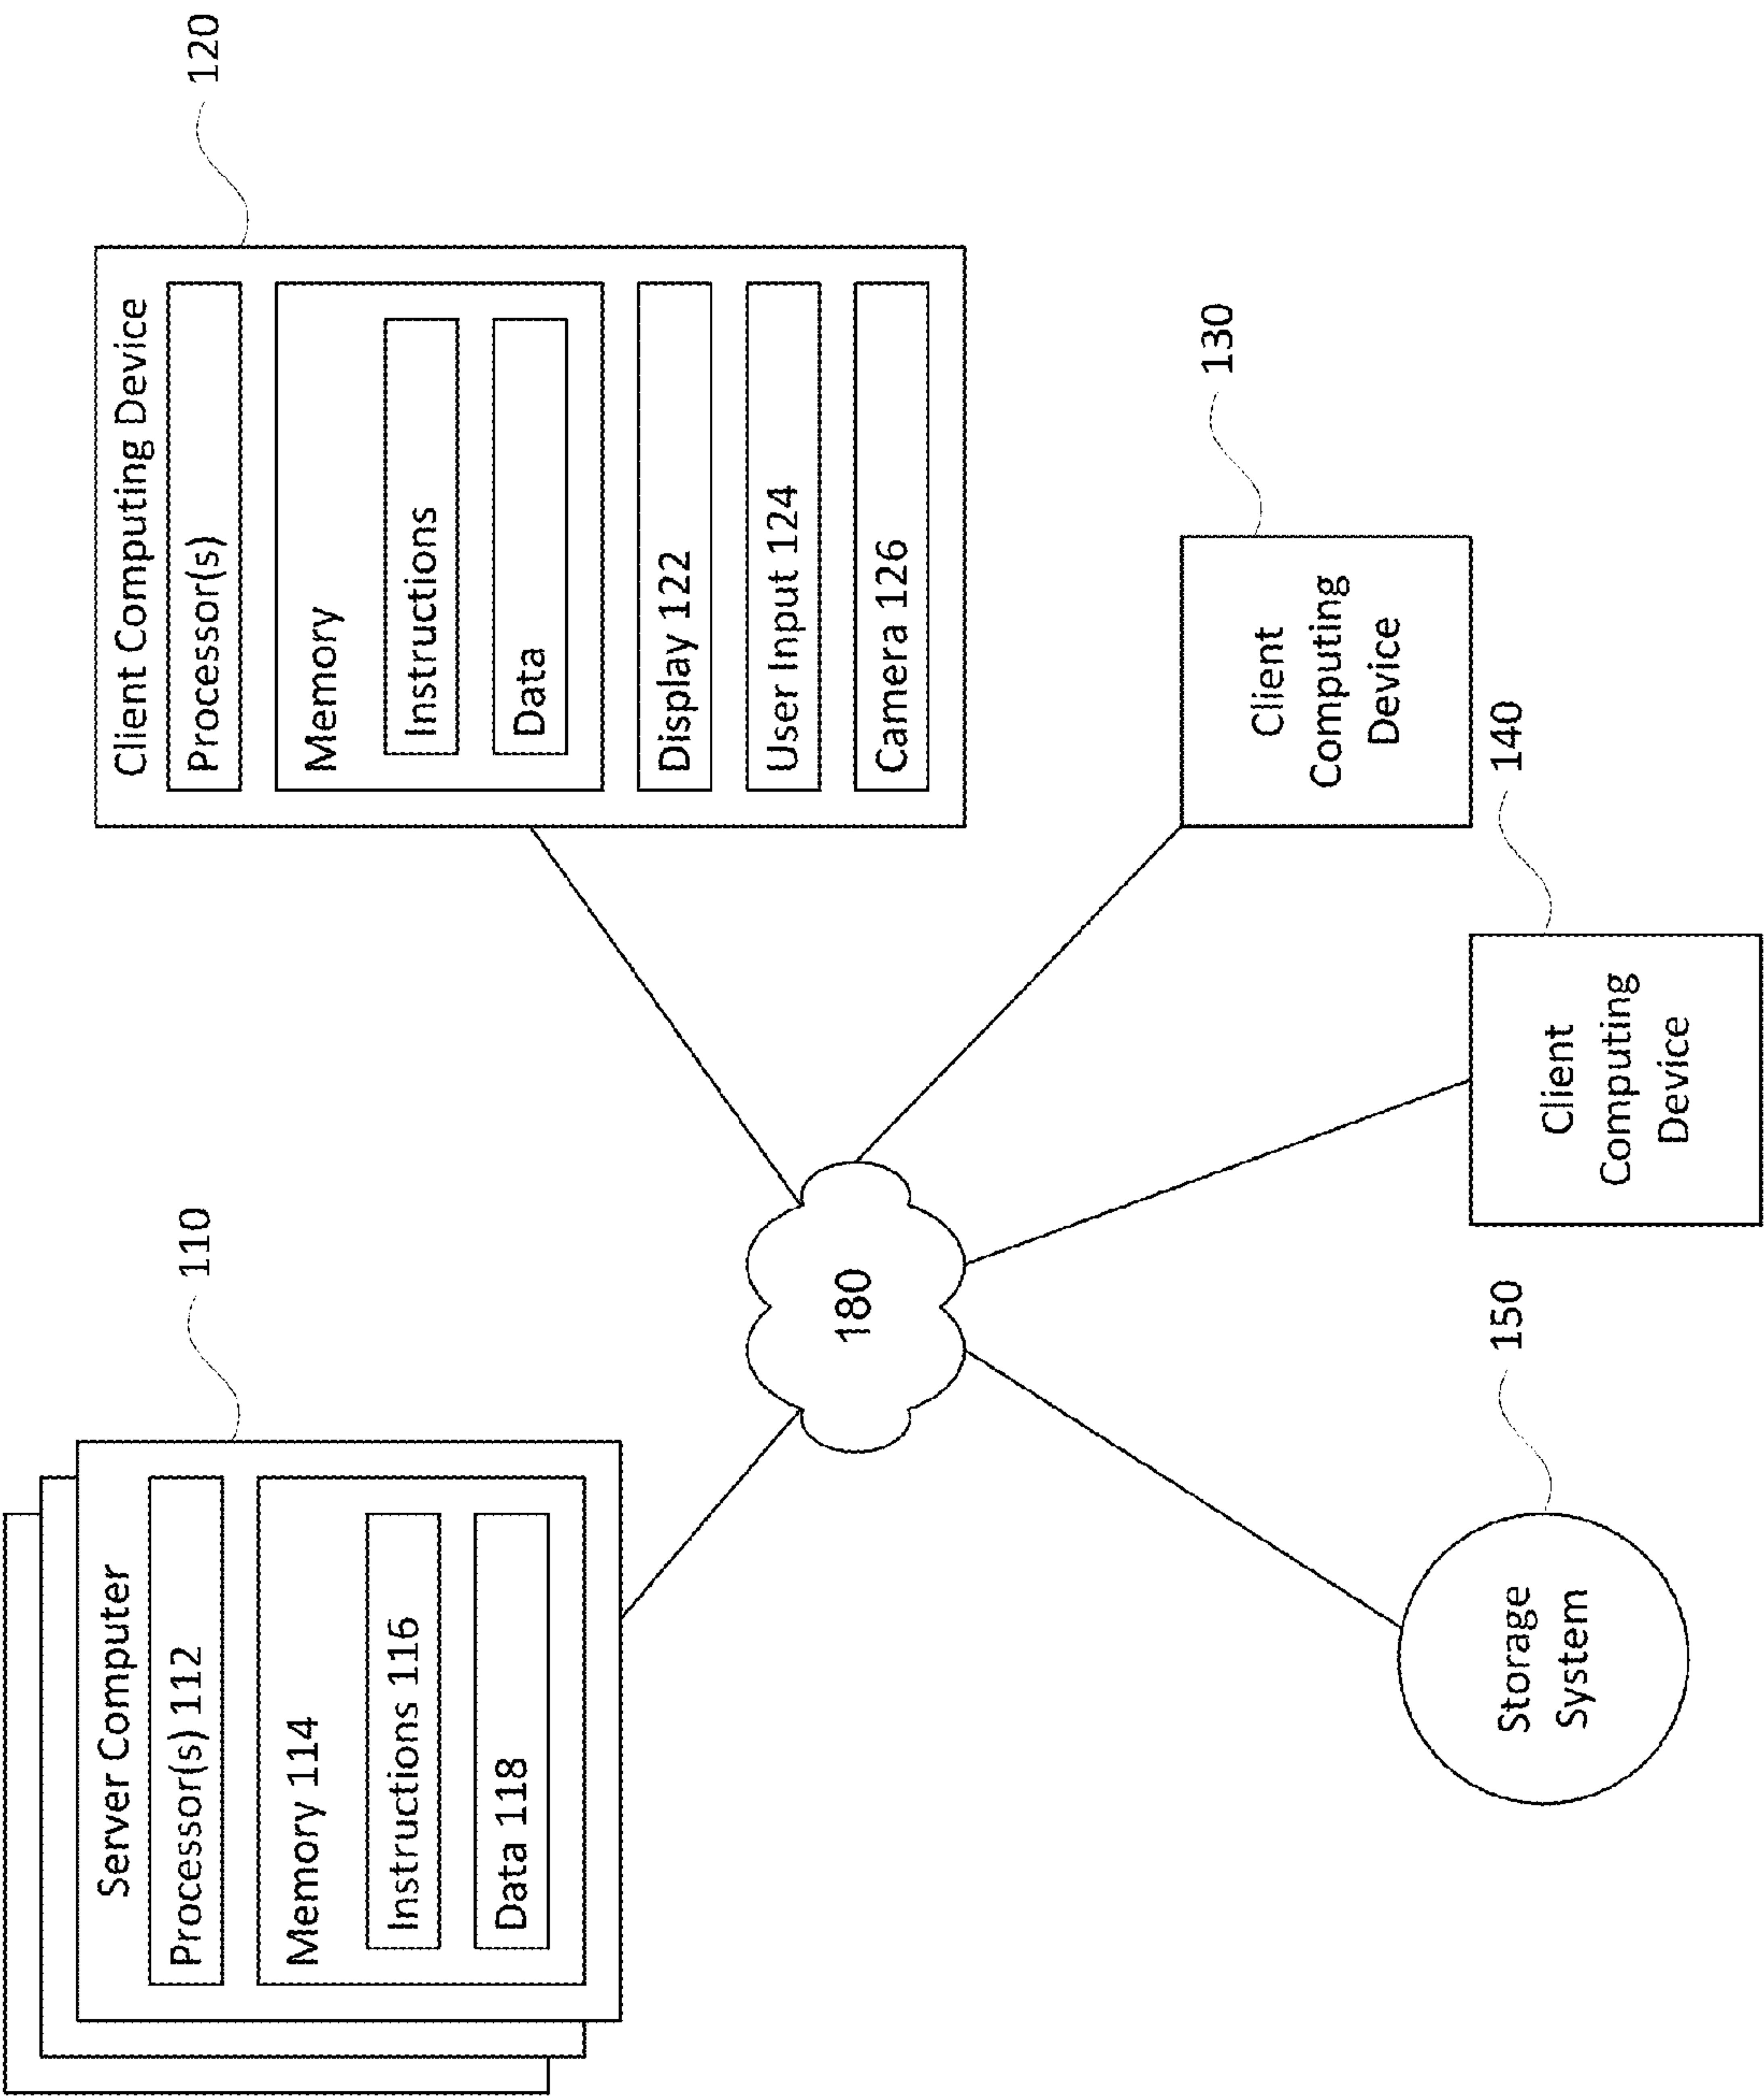 110
Server Computer
Processor(s) 112
Memory 114
Instructions 116
Data 118
120
Client Computing Device
Processor(s)
Memory
Instructions
Data
Display 122
User Input 124
Camera 126
180
150
Storage
System
140
Client
Computing
Device
130
Client
Computing
Device